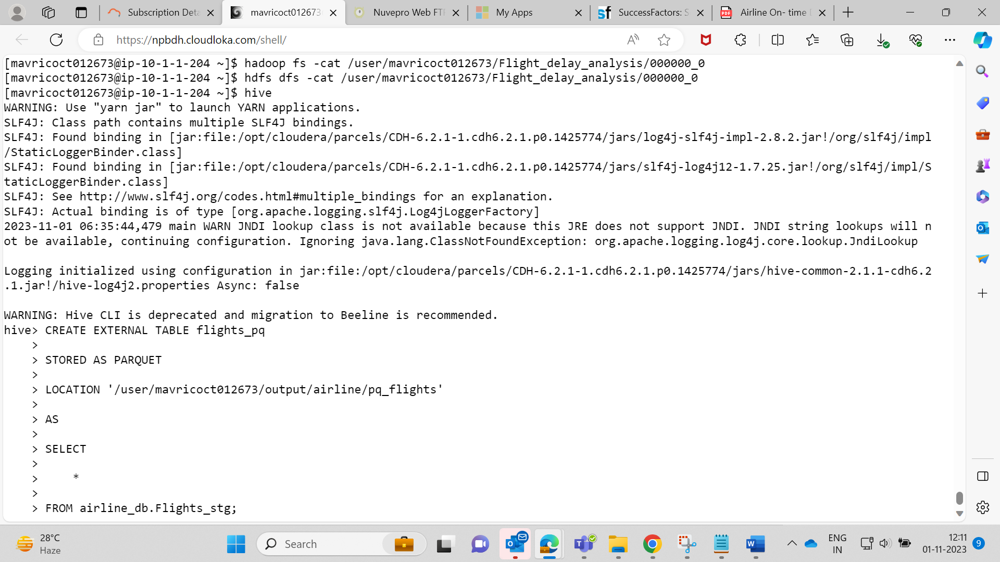 Subscription Deta
mavricoct012673
Nuvepro Web FTP
My Apps
SuccessFactors: S
Airline On- time D
https://npbdh.cloudloka.com/shell/
[mavricoct012673@ip-10-1-1-204 ~]$ hadoop fs -cat /user/mavricoct012673/Flight_delay_analysis/000000_0
[mavricoct012673@ip-10-1-1-204 ~]$ hdfs dfs -cat /user/mavricoct012673/Flight_delay_analysis/000000_0
[mavricoct012673@ip-10-1-1-204 ~]$ hive
WARNING: Use "yarn jar" to launch YARN applications.
SLF4J: Class path contains multiple SLF4J bindings.
SLF4J: Found binding in [jar:file:/opt/cloudera/parcels/CDH-6.2.1-1.cdh6.2.1.p0.1425774/jars/log4j-slf4j-impl-2.8.2.jar!/org/slf4j/impl
/StaticLoggerBinder.class]
SLF4J: Found binding in [jar:file:/opt/cloudera/parcels/CDH-6.2.1-1.cdh6.2.1.p0.1425774/jars/slf4j-log4j12-1.7.25.jar!/org/slf4j/impl/S
taticLoggerBinder.class]
SLF4J: See http://www.slf4j.org/codes.html#multiple_bindings for an explanation.
SLF4J: Actual binding is of type [org.apache.logging.slf4j.Log4jLoggerFactory]
2023-11-01 06:35:44,479 main WARN JNDI lookup class is not available because this JRE does not support JNDI. JNDI string lookups will n
ot be available, continuing configuration. Ignoring java.lang.ClassNotFoundException: org.apache.logging.log4j.core.lookup.JndiLookup
Logging initialized using configuration in jar:file:/opt/cloudera/parcels/CDH-6.2.1-1.cdh6.2.1.p0.1425774/jars/hive-common-2.1.1-cdh6.2
.1.jar!/hive-log4j2.properties Async: false
WARNING: Hive CLI is deprecated and migration to Beeline is recommended.
hive> CREATE EXTERNAL TABLE flights_pq
>
> STORED AS PARQUET
>
> LOCATION '/user/mavricoct012673/output/airline/pq_flights'
>
> AS
>
> SELECT
>
>     *
>
> FROM airline_db.Flights_stg;
28°C
Haze
Search
ENG
IN
12:11
01-11-2023
9